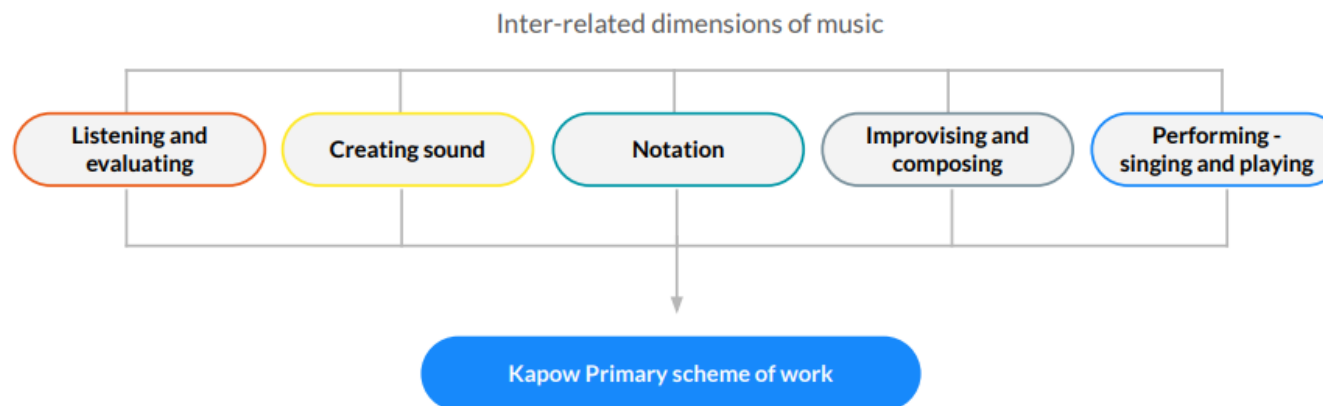 Inter-related dimensions of music
Listening and
evaluating
Creating sound
Notation
Improvising and
composing
Performing -
singing and playing
Kapow Primary scheme of work